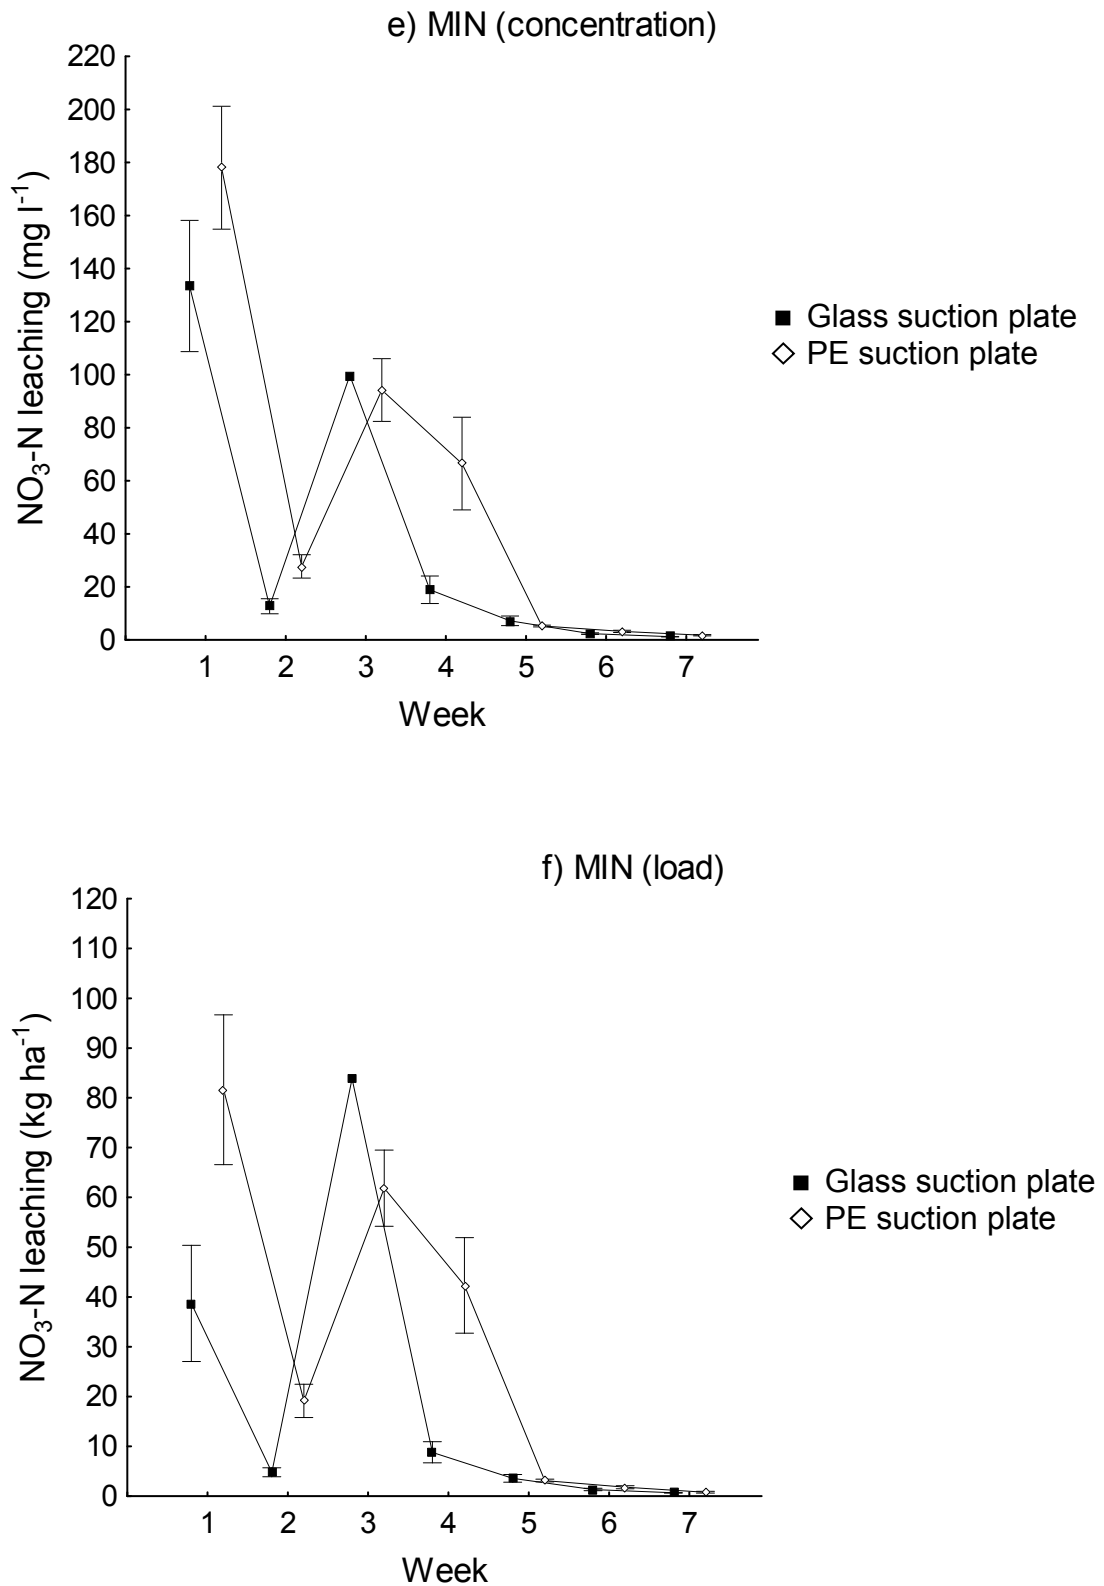 e) MIN (concentration)
220
200
180
160
140
120
100
80
60
40
20
0
NO₃-N leaching (mg l⁻¹)
1 2 3 4 5 6 7
Week
Glass suction plate
PE suction plate
f) MIN (load)
120
110
100
90
80
70
60
50
40
30
20
10
0
NO₃-N leaching (kg ha⁻¹)
1 2 3 4 5 6 7
Week
Glass suction plate
PE suction plate